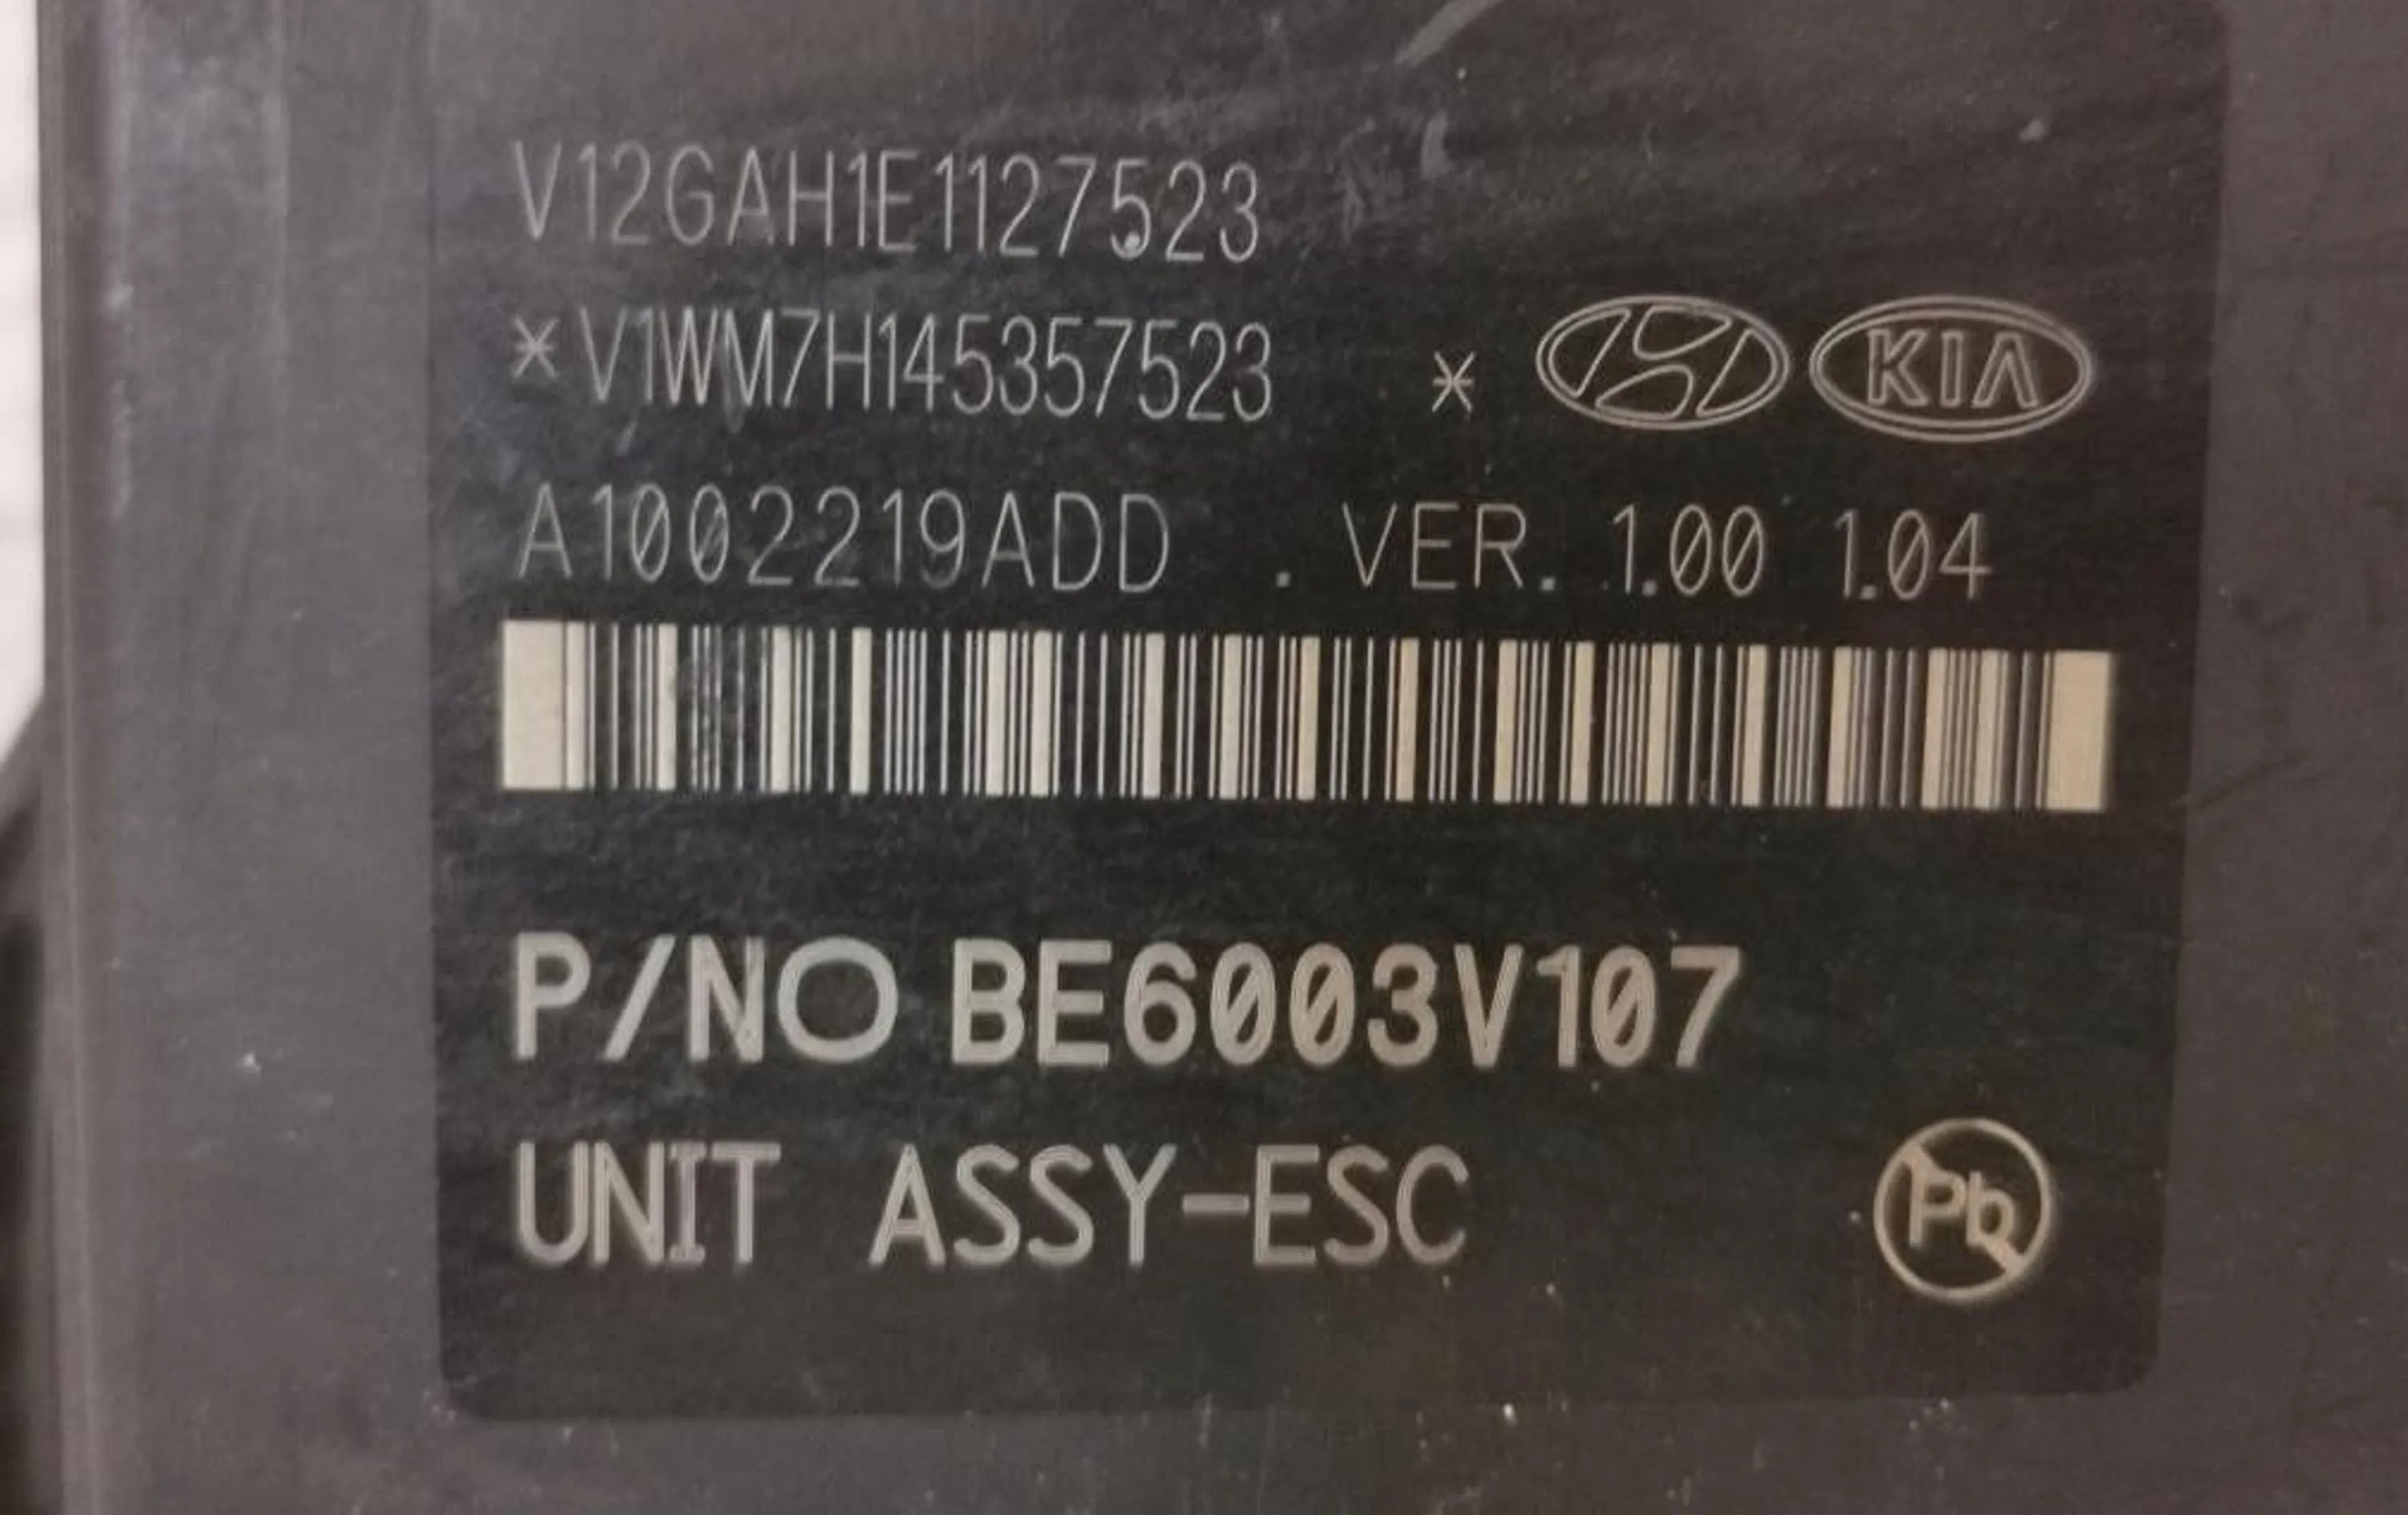 V12GAH1E1127523
*V1WM7H145357523 * KIA
A1002219ADD . VER. 1.00 1.04
P/NO BE6003V107
UNIT ASSY-ESC
Pb